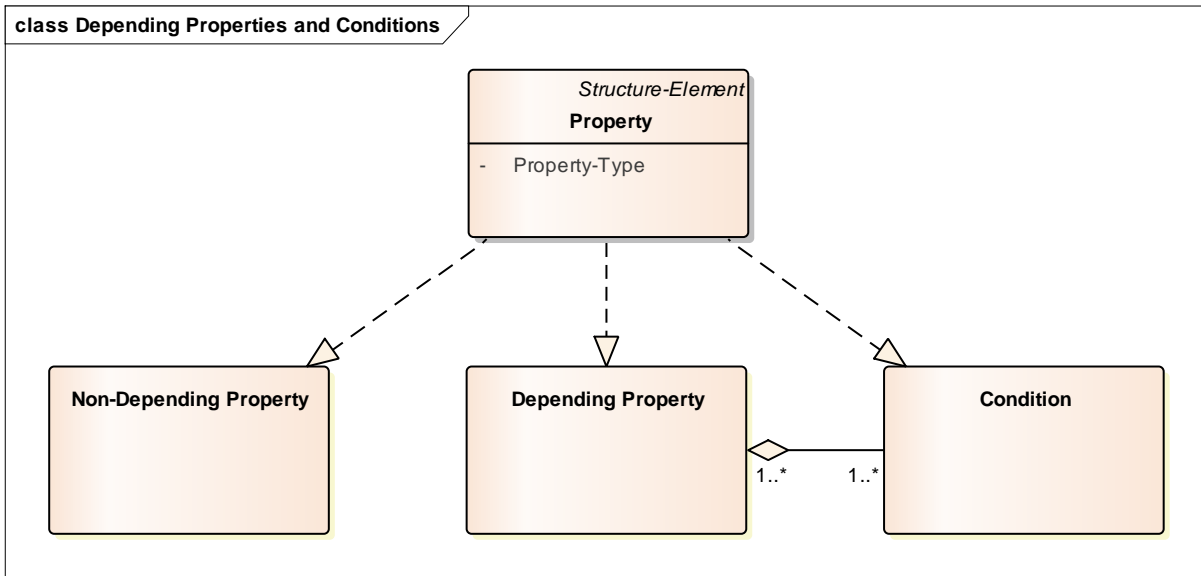 class Depending Properties and Conditions
Structure-Element
Property
- Property-Type
Non-Depending Property
Depending Property
Condition
1..*
1..*